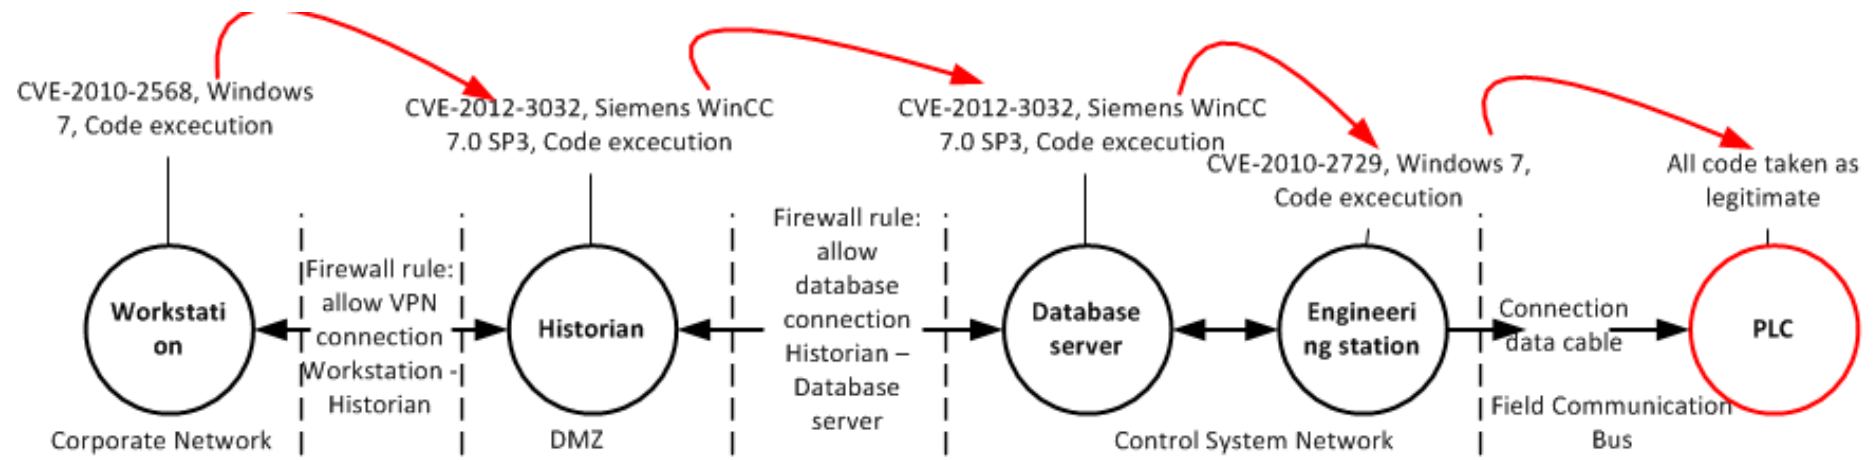 CVE-2010-2568, Windows
7, Code excecution
CVE-2012-3032, Siemens WinCC
7.0 SP3, Code excecution
CVE-2012-3032, Siemens WinCC
7.0 SP3, Code excecution
CVE-2010-2729, Windows 7,
Code excecution
All code taken as
legitimate
Workstati
on
Firewall rule:
allow VPN
connection
Workstation -
Historian
Historian
Firewall rule:
allow
database
connection
Historian –
Database
server
Database
server
Engineeri
ng station
Connection
data cable
PLC
Corporate Network
DMZ
Control System Network
Field Communication
Bus